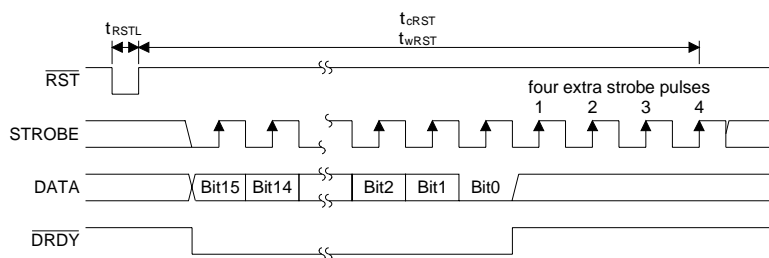 tRSTL
tcRST
twRST
RST
four extra strobe pulses
1 2 3 4
STROBE
DATA Bit15 Bit14 Bit2 Bit1 Bit0
DRDY